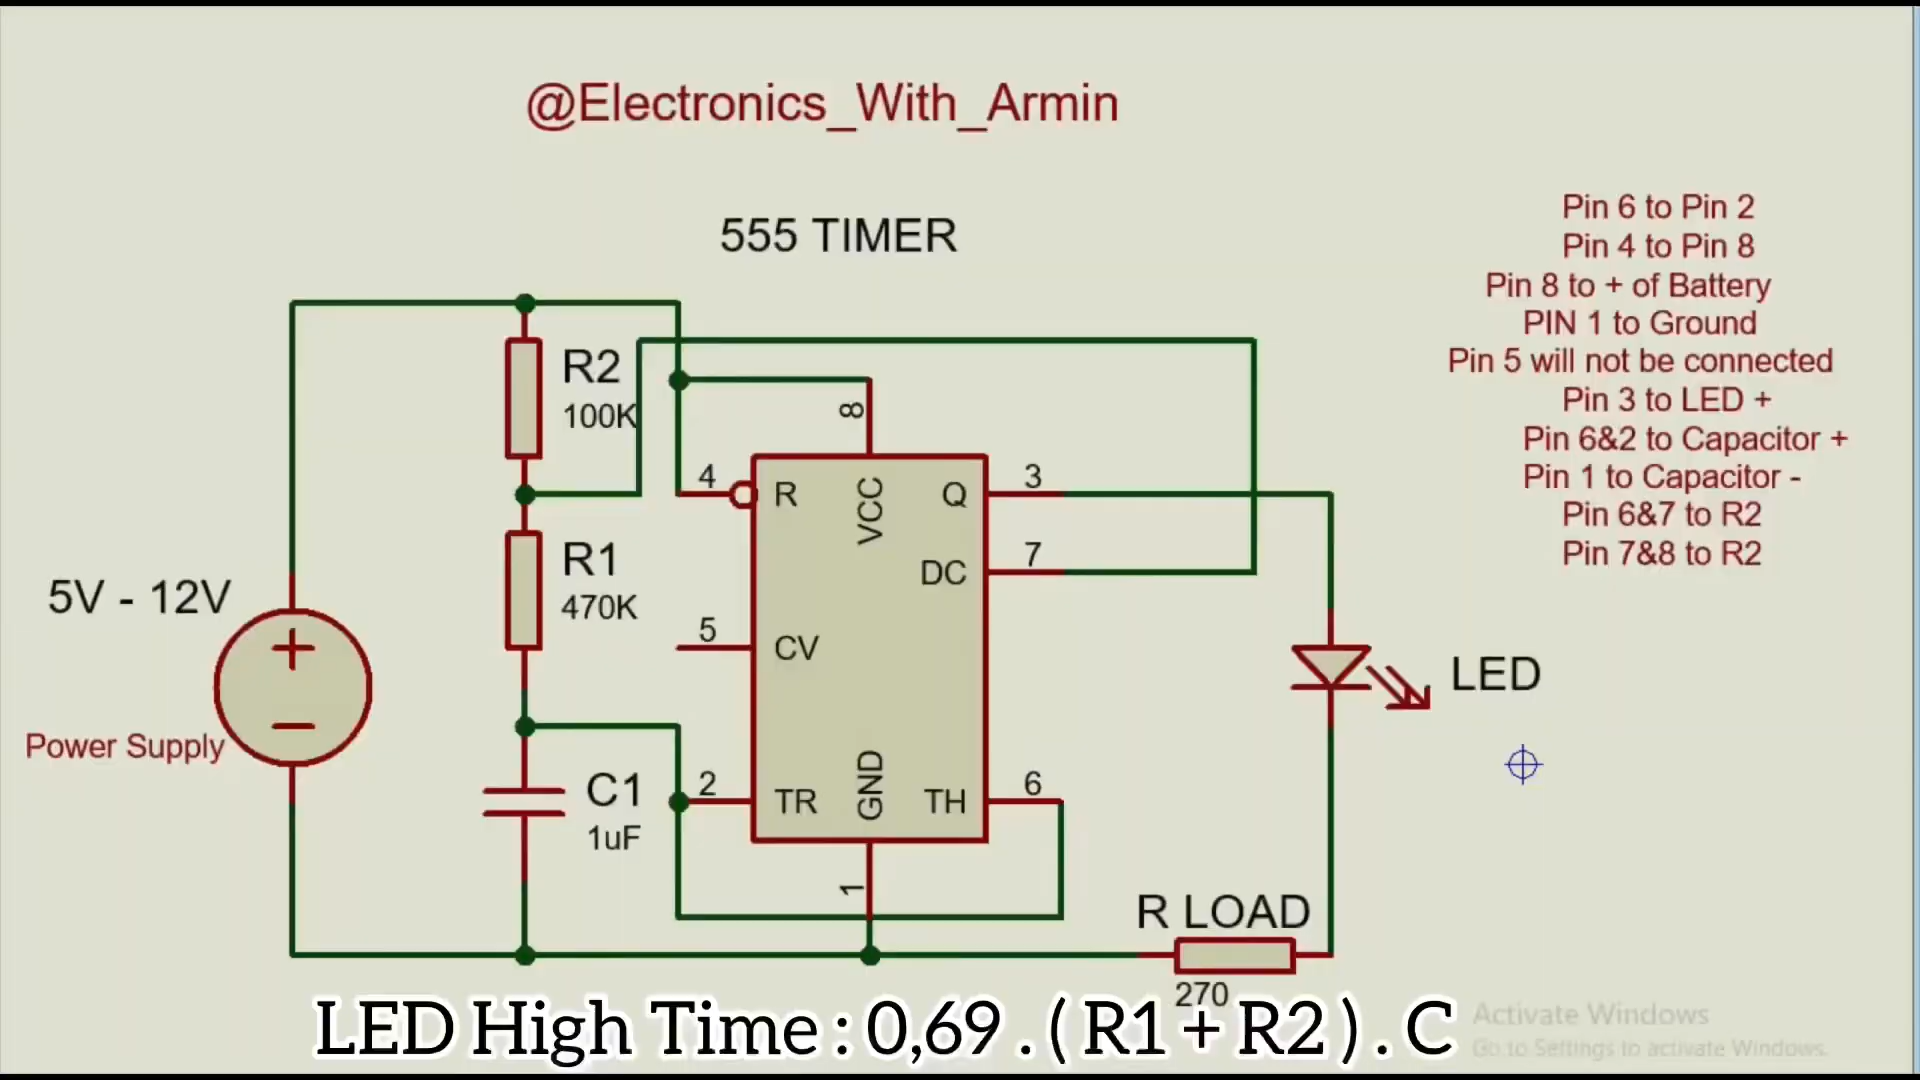 @Electronics_With_Armin
555 TIMER
Pin 6 to Pin 2
Pin 4 to Pin 8
Pin 8 to + of Battery
PIN 1 to Ground
Pin 5 will not be connected
Pin 3 to LED +
Pin 6&2 to Capacitor +
Pin 1 to Capacitor -
Pin 6&7 to R2
Pin 7&8 to R2
R2
100K
8
4
R
VCC
Q
3
R1
470K
DC
7
5V - 12V
5
CV
+
−
LED
Power Supply
C1
1uF
2
TR
GND
TH
6
1
R LOAD
270
LED High Time : 0,69 . ( R1 + R2 ) . C
Activate Windows
Go to Settings to activate Windows.